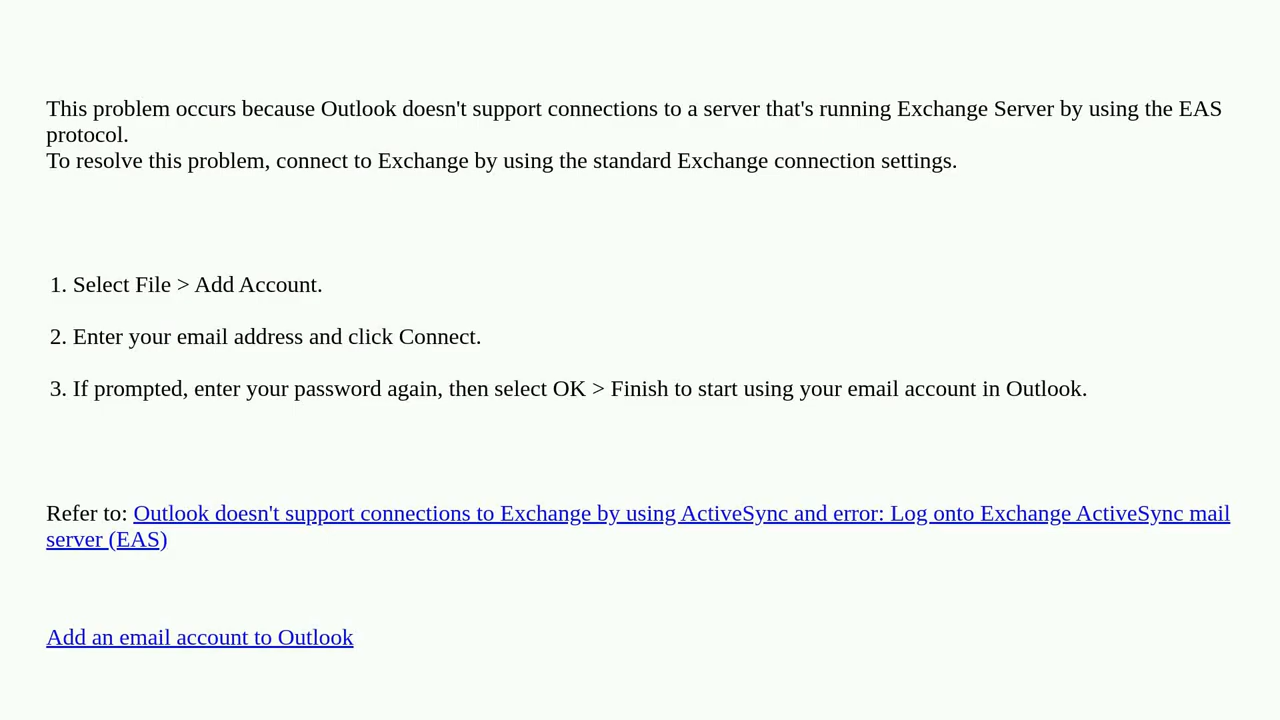 This problem occurs because Outlook doesn't support connections to a server that's running Exchange Server by using the EAS
protocol.
To resolve this problem, connect to Exchange by using the standard Exchange connection settings.
1. Select File > Add Account.
2. Enter your email address and click Connect.
3. If prompted, enter your password again, then select OK > Finish to start using your email account in Outlook.
Refer to: Outlook doesn't support connections to Exchange by using ActiveSync and error: Log onto Exchange ActiveSync mail
server (EAS)
Add an email account to Outlook